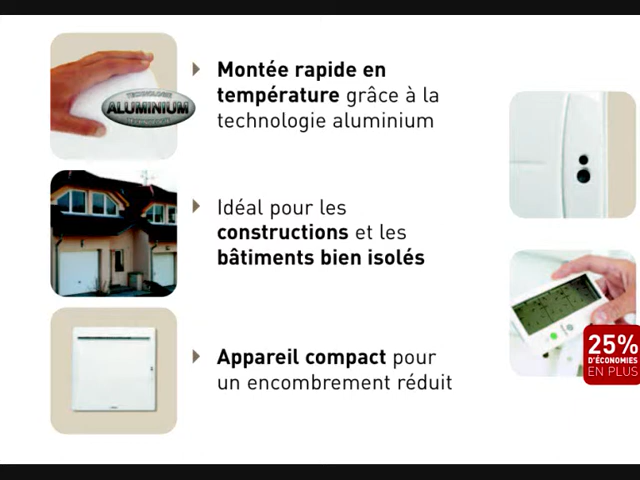 TECHNOLOGIE
ALUMINIUM
Montée rapide en
température grâce à la
technologie aluminium
Idéal pour les
constructions et les
bâtiments bien isolés
Appareil compact pour
un encombrement réduit
25%
D'ÉCONOMIES
EN PLUS